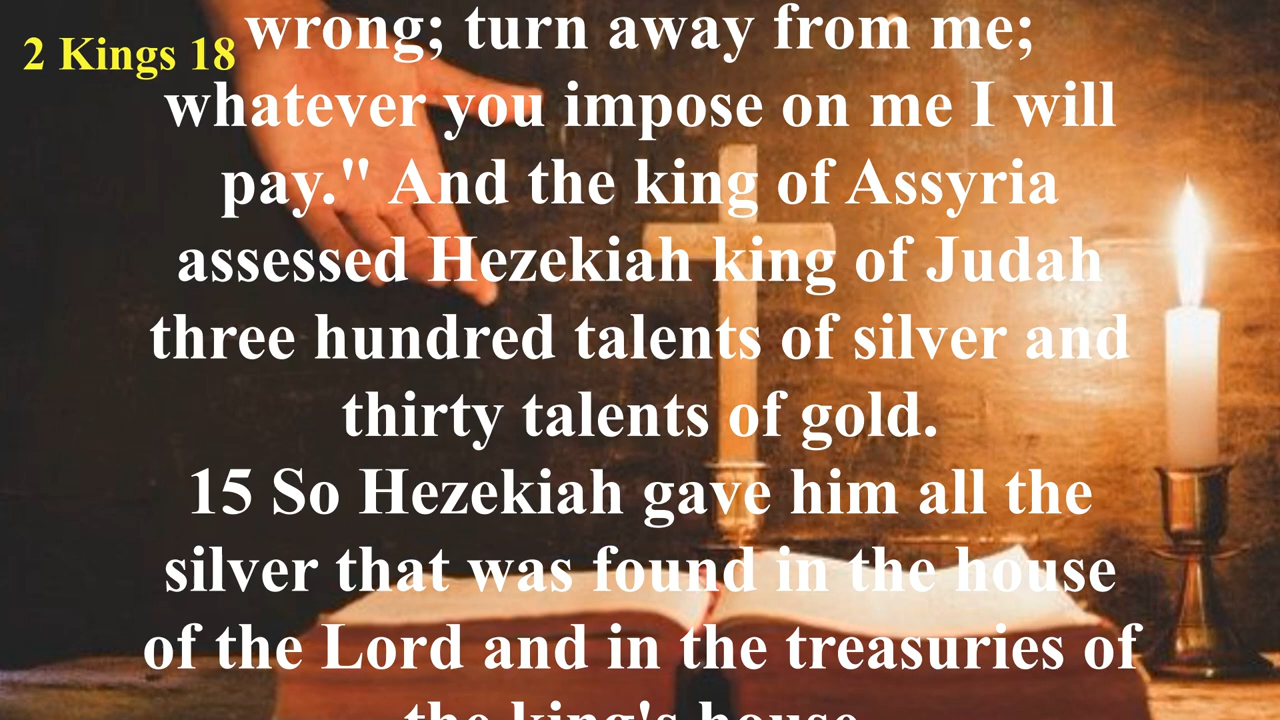 2 Kings 18
wrong; turn away from me;
whatever you impose on me I will
pay." And the king of Assyria
assessed Hezekiah king of Judah
three hundred talents of silver and
thirty talents of gold.
15 So Hezekiah gave him all the
silver that was found in the house
of the Lord and in the treasuries of
the king's house.